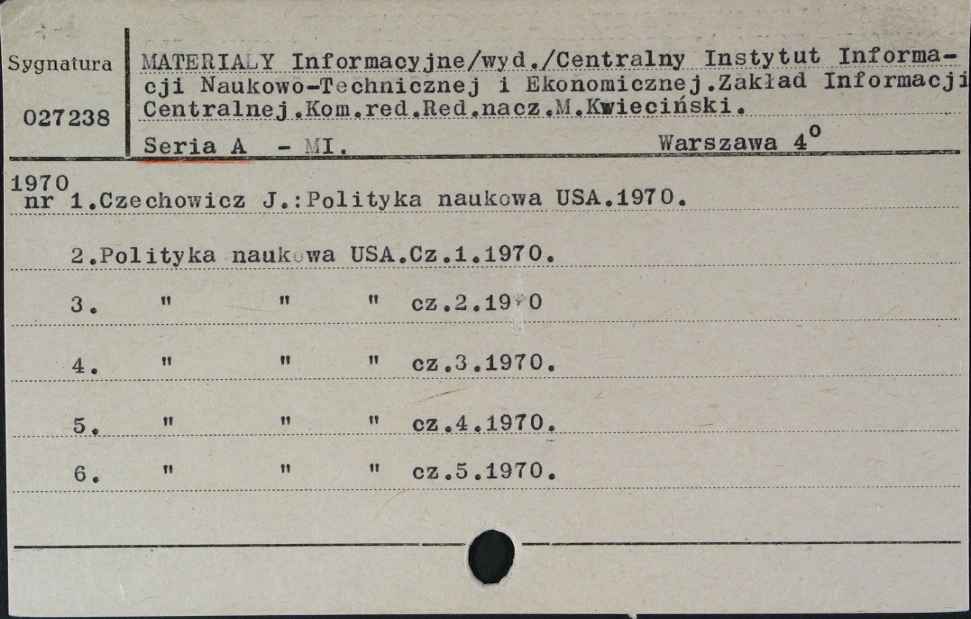 Sygnatura
027238
MATERIALY Informacyjne/wyd./Centralny Instytut Informa-
cji Naukowo-Technicznej i Ekonomicznej.Zakład Informacji
Centralnej.Kom.red.Red.nacz.M.Kwieciński.
Seria A - MI. Warszawa 4°
1970
nr 1.Czechowicz J.:Polityka naukowa USA.1970.
2.Polityka naukowa USA.Cz.1.1970.
3. " " " cz.2.1970
4. " " " cz.3.1970.
5. " " " cz.4.1970.
6. " " " cz.5.1970.